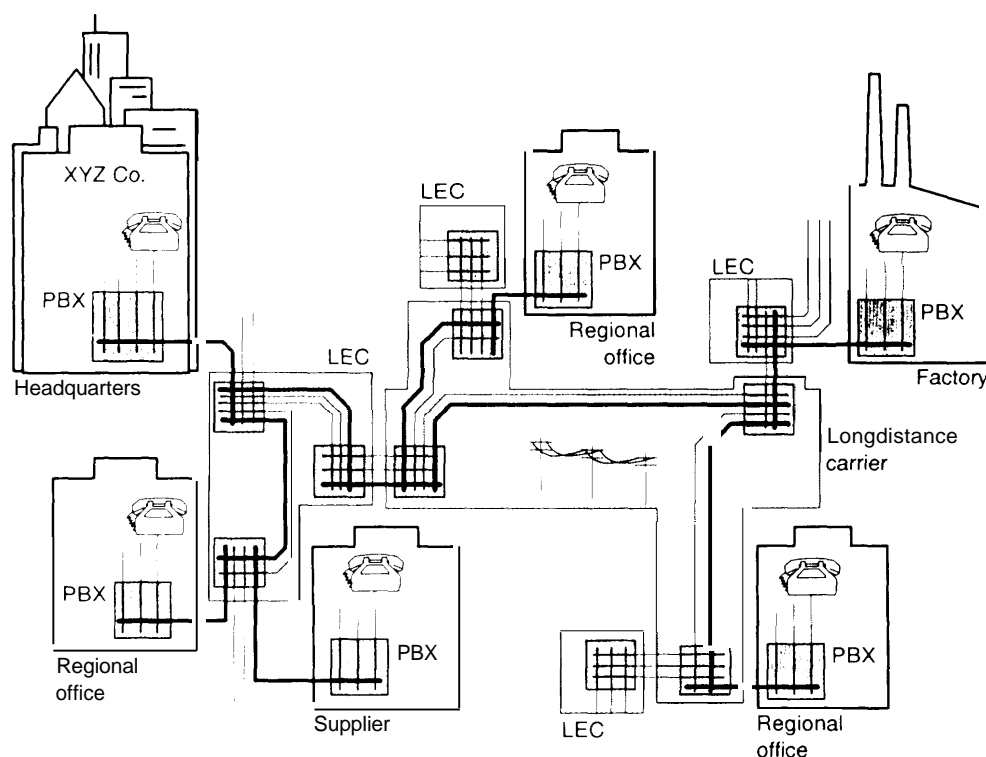 XYZ Co.
PBX
Headquarters
LEC
LEC
PBX
Regional
office
LEC
PBX
Factory
Longdistance
carrier
PBX
Regional
office
PBX
Supplier
LEC
PBX
Regional
office